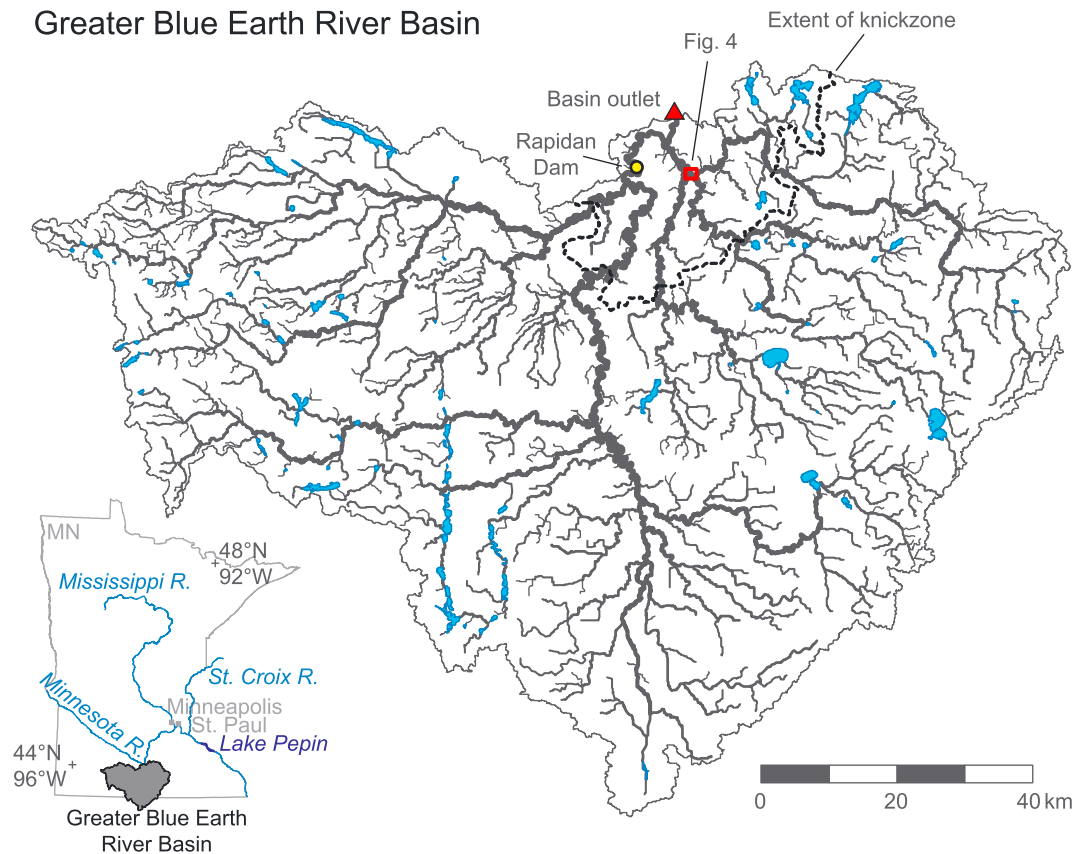 Greater Blue Earth River Basin
Extent of knickzone
Fig. 4
Basin outlet
Rapidan
Dam
MN
48°N
92°W
Mississippi R.
St. Croix R.
Minnesota R.
Minneapolis
St. Paul
Lake Pepin
44°N
96°W
Greater Blue Earth
River Basin
0 20 40 km